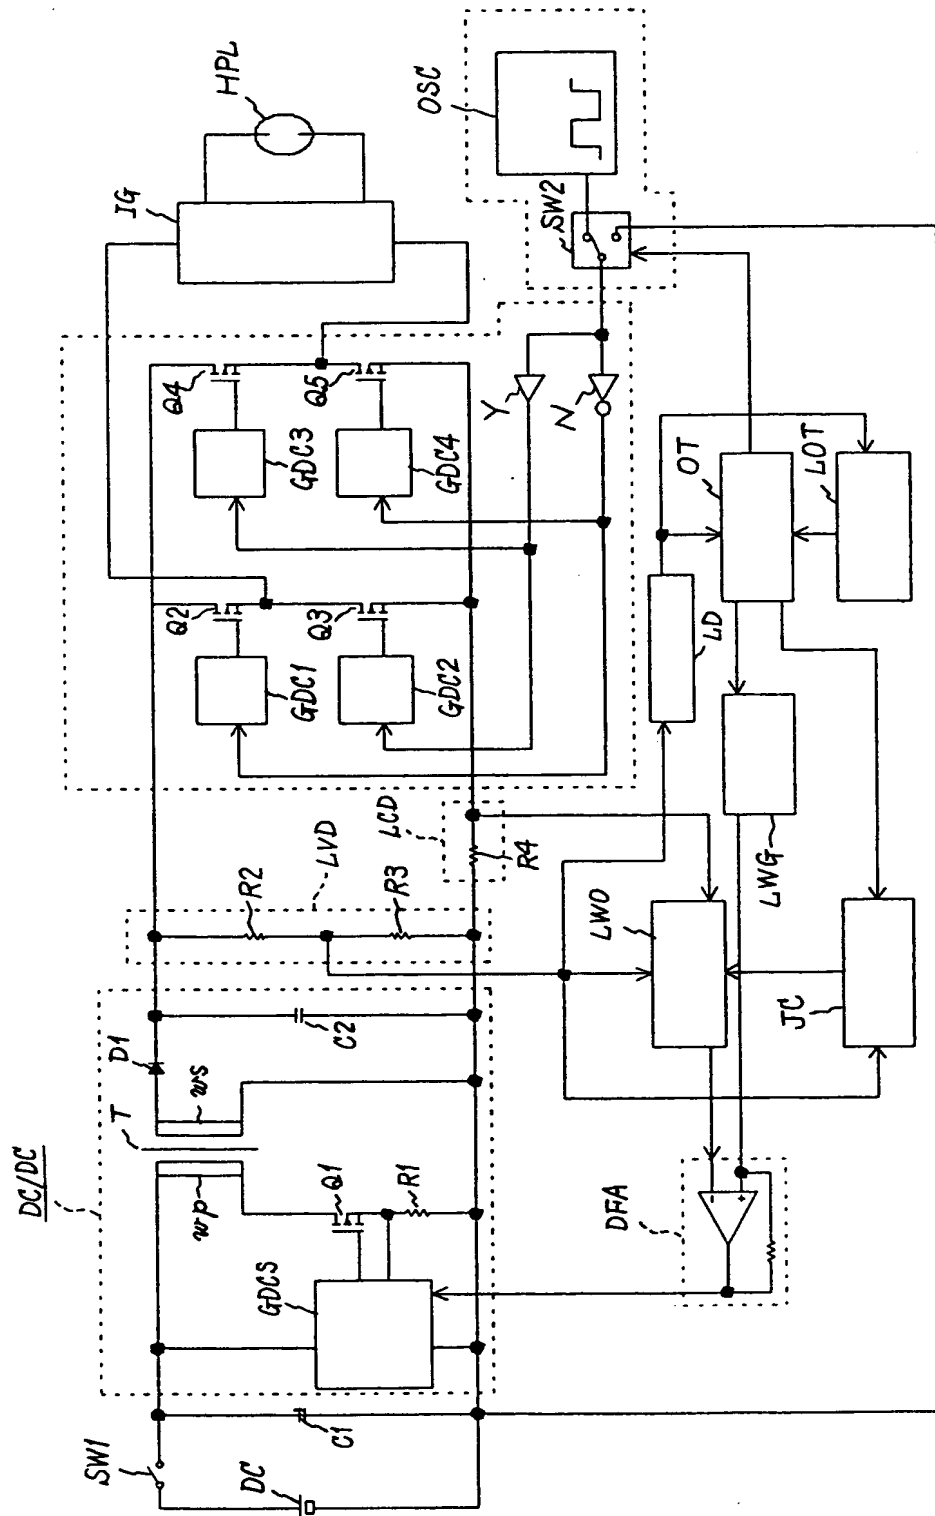 DC/DC
SW1
DC
C1
GDCS
wp
T
ws
D1
Q1
R1
C2
R2
LVD
R3
LCD
R4
DFA
LWO
JC
LWG
LD
OT
LOT
GDC1
GDC2
GDC3
GDC4
Q2
Q3
Q4
Q5
Y
N
IG
HPL
OSC
SW2